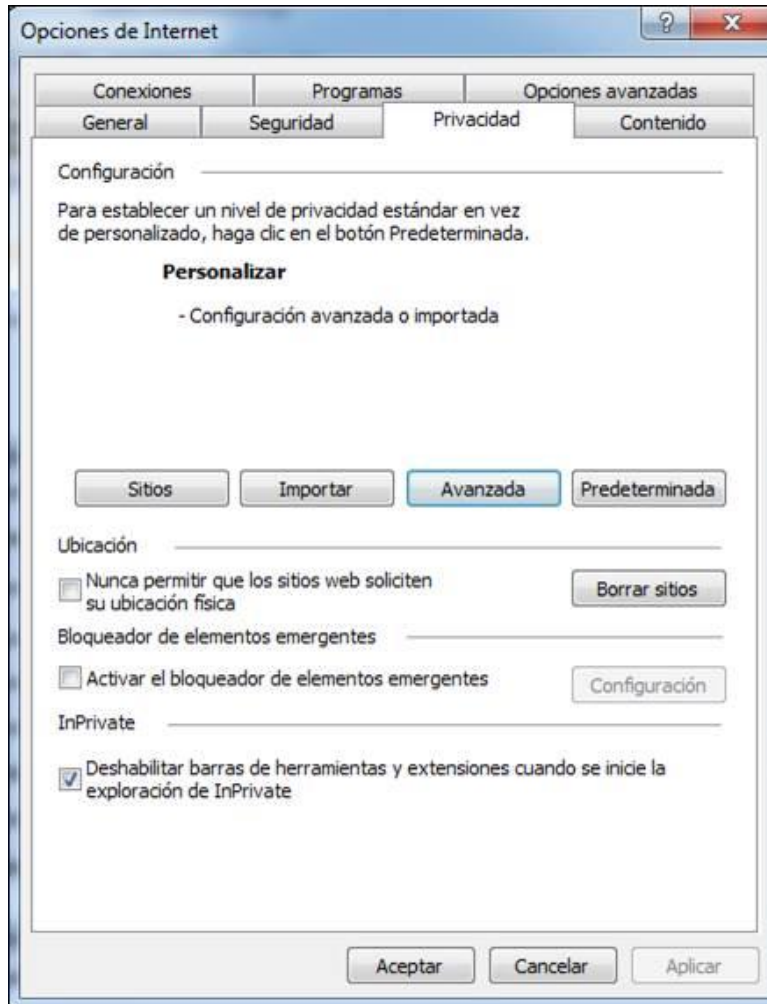 Opciones de Internet
?
X
Conexiones
Programas
Opciones avanzadas
General
Seguridad
Privacidad
Contenido
Configuración
Para establecer un nivel de privacidad estándar en vez
de personalizado, haga clic en el botón Predeterminada.
Personalizar
- Configuración avanzada o importada
Sitios
Importar
Avanzada
Predeterminada
Ubicación
Nunca permitir que los sitios web soliciten
su ubicación física
Borrar sitios
Bloqueador de elementos emergentes
Activar el bloqueador de elementos emergentes
Configuración
InPrivate
Deshabilitar barras de herramientas y extensiones cuando se inicie la
exploración de InPrivate
Aceptar
Cancelar
Aplicar